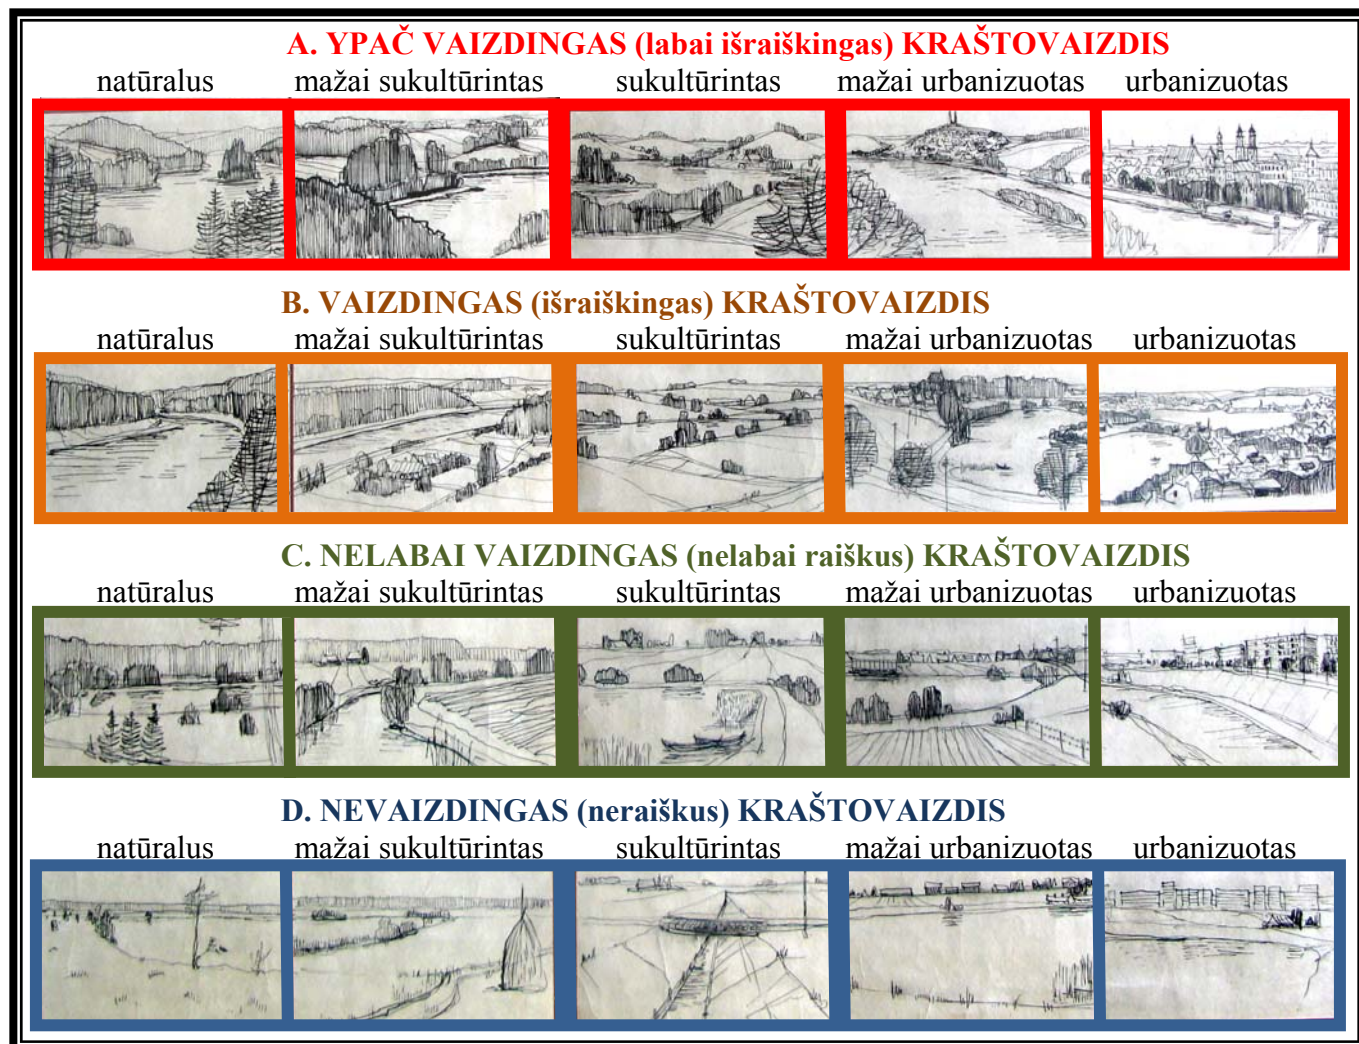 A. YPAČ VAIZDINGAS (labai išraiškingas) KRAŠTOVAIZDIS
natūralus mažai sukultūrintas sukultūrintas mažai urbanizuotas urbanizuotas
B. VAIZDINGAS (išraiškingas) KRAŠTOVAIZDIS
natūralus mažai sukultūrintas sukultūrintas mažai urbanizuotas urbanizuotas
C. NELABAI VAIZDINGAS (nelabai raiškus) KRAŠTOVAIZDIS
natūralus mažai sukultūrintas sukultūrintas mažai urbanizuotas urbanizuotas
D. NEVAIZDINGAS (neraiškus) KRAŠTOVAIZDIS
natūralus mažai sukultūrintas sukultūrintas mažai urbanizuotas urbanizuotas